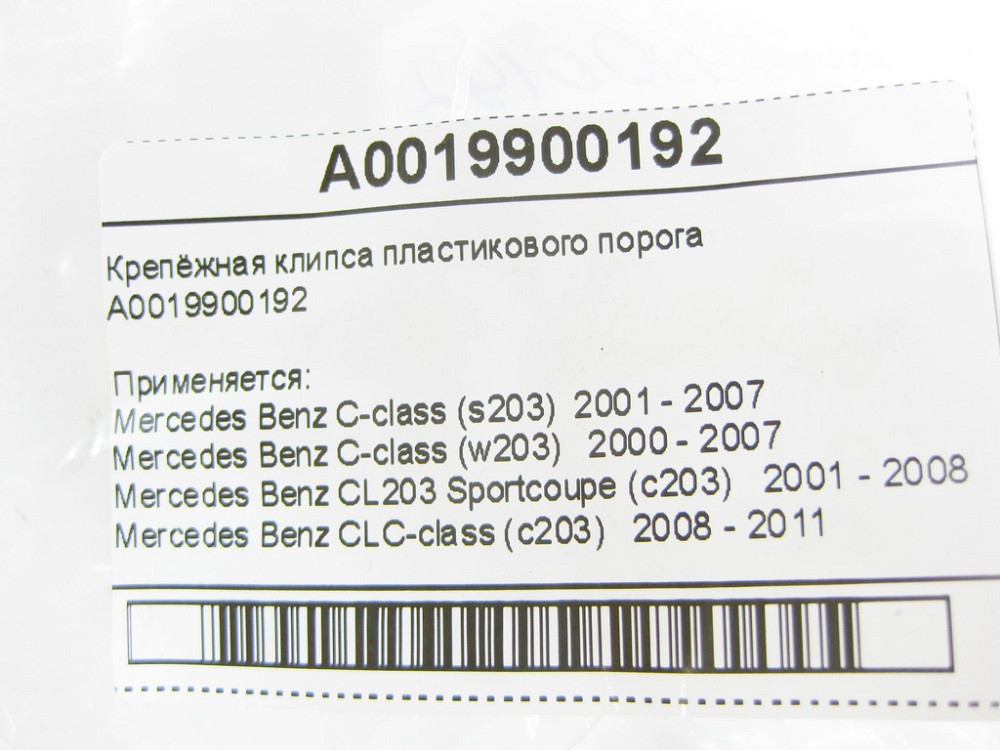 A0019900192
Крепёжная клипса пластикового порога
A0019900192
Применяется:
Mercedes Benz C-class (s203) 2001 - 2007
Mercedes Benz C-class (w203) 2000 - 2007
Mercedes Benz CL203 Sportcoupe (c203) 2001 - 2008
Mercedes Benz CLC-class (c203) 2008 - 2011